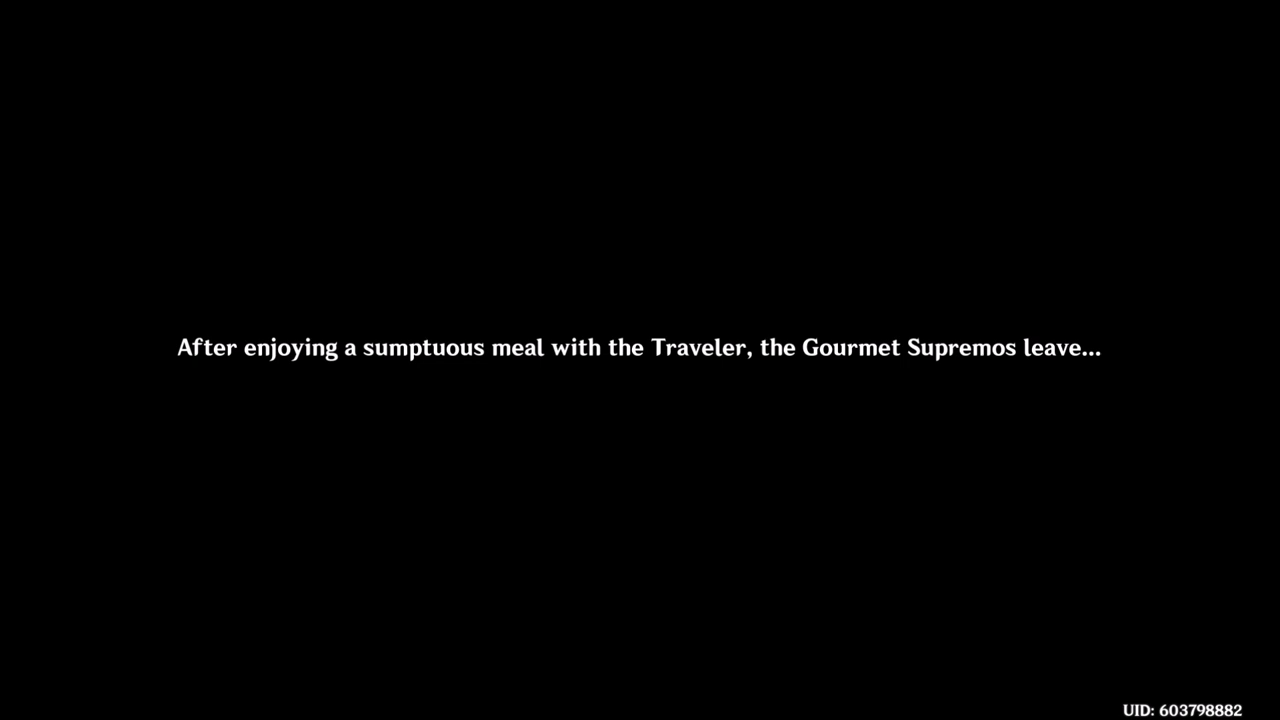 After enjoying a sumptuous meal with the Traveler, the Gourmet Supremos leave...
UID: 603798882